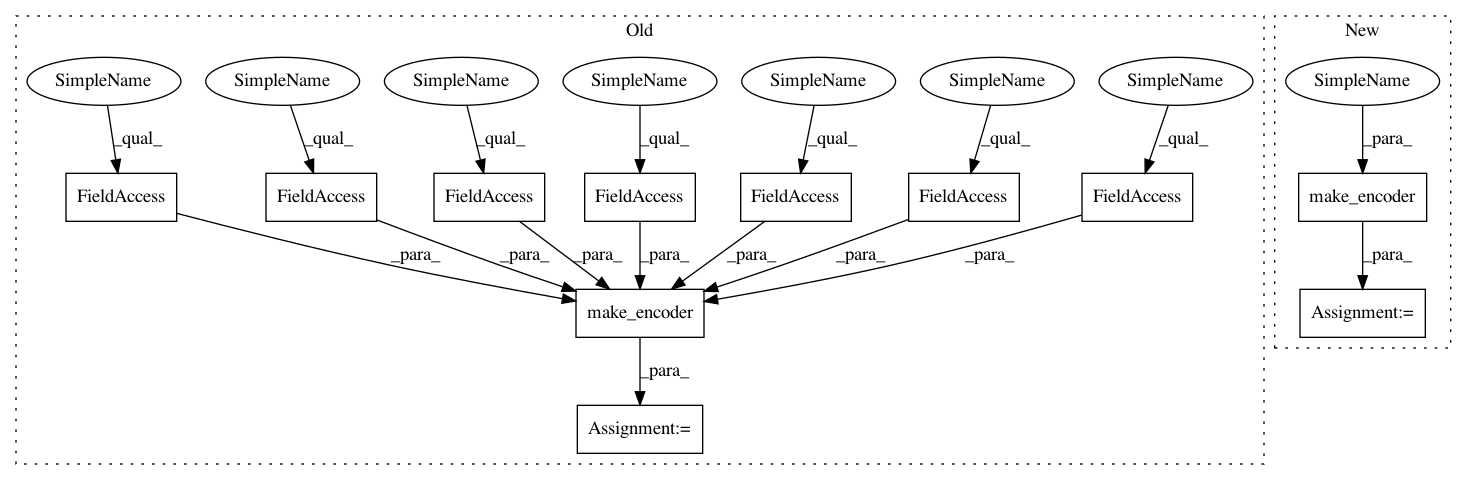 Old
New
SimpleName SimpleName SimpleName SimpleName SimpleName SimpleName SimpleName SimpleName
_qual_ _qual_ _qual_ _qual_ _qual_ _qual_ _qual_ _para_
FieldAccess FieldAccess FieldAccess FieldAccess FieldAccess FieldAccess FieldAccess make_encoder
_para_ _para_ _para_ _para_ _para_ _para_ _para_ _para_
make_encoder Assignment:=
_para_
Assignment:=